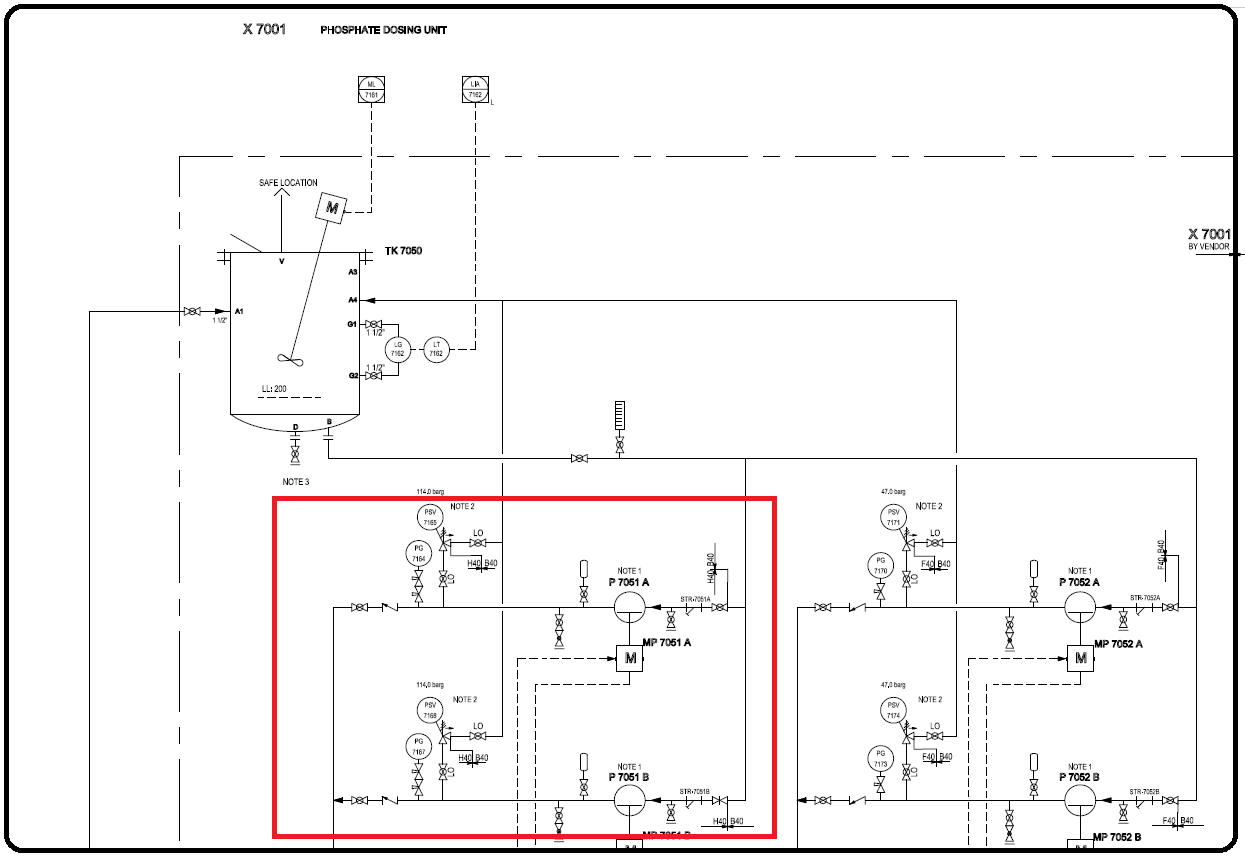 X 7001 PHOSPHATE DOSING UNIT
ML
7161
LIA
7162
L
SAFE LOCATION
M
TK 7050
X 7001
BY VENDOR
V
A3
A4
A1
1 1/2"
G1
1 1/2"
LG
7162
LT
7162
1 1/2"
G2
LL: 200
D
S
NOTE 3
114,0 barg
PSV
7165
NOTE 2
LO
PG
7164
H40 B40
LO
NOTE 1
P 7051 A
H40 B40
STR-7051A
MP 7051 A
M
47,0 barg
PSV
7171
NOTE 2
LO
PG
7170
F40 B40
LO
NOTE 1
P 7052 A
F40 B40
STR-7052A
MP 7052 A
M
114,0 barg
PSV
7168
NOTE 2
LO
PG
7167
H40 B40
LO
NOTE 1
P 7051 B
STR-7051B
H40 B40
MP 7051 B
47,0 barg
PSV
7174
NOTE 2
LO
PG
7173
F40 B40
LO
NOTE 1
P 7052 B
STR-7052B
F40 B40
MP 7052 B